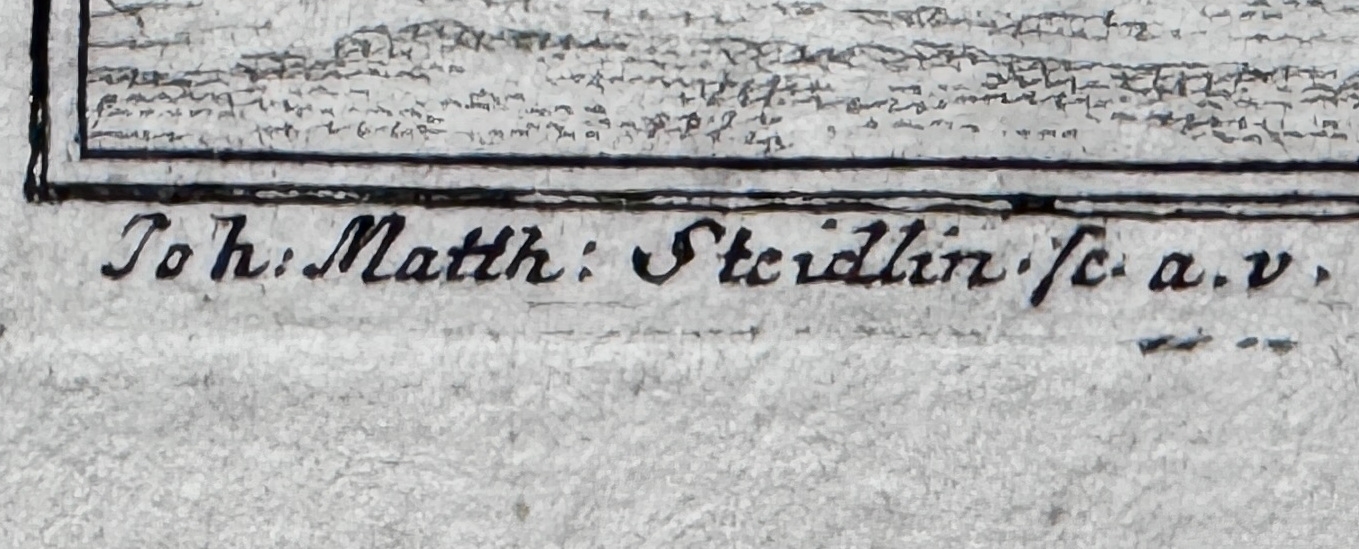 Joh: Matth: Steidlin. sc. a.v.